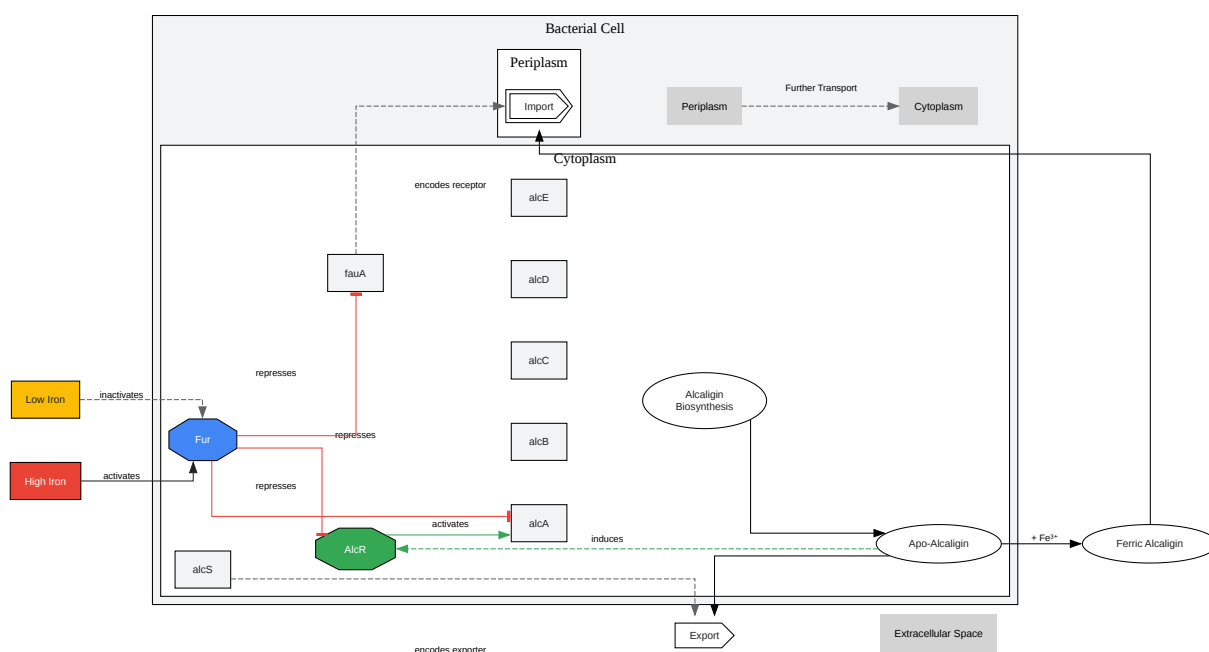 Bacterial Cell
Periplasm
Import
Periplasm
Further Transport
Cytoplasm
Cytoplasm
encodes receptor
alcE
fauA
alcD
represses
alcC
Low Iron
inactivates
Alcaligin
Biosynthesis
Fur
represses
alcB
High Iron
activates
represses
activates
alcA
AlcR
induces
Apo-Alcaligin
+ Fe³⁺
Ferric Alcaligin
alcS
Export
Extracellular Space
encodes exporter